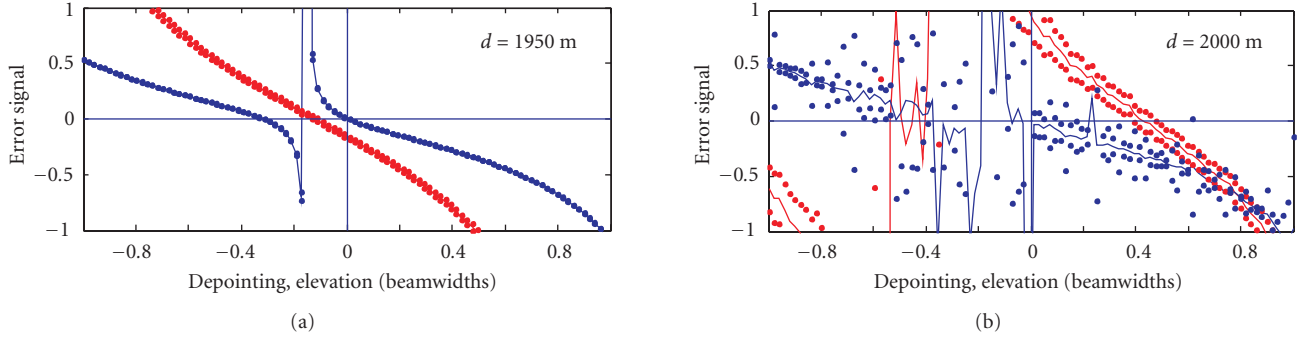 1
0.5
0
−0.5
−1
Error signal
d = 1950 m
−0.8
−0.4
0
0.4
0.8
Depointing, elevation (beamwidths)
(a)
1
0.5
0
−0.5
−1
Error signal
d = 2000 m
−0.8
−0.4
0
0.4
0.8
Depointing, elevation (beamwidths)
(b)